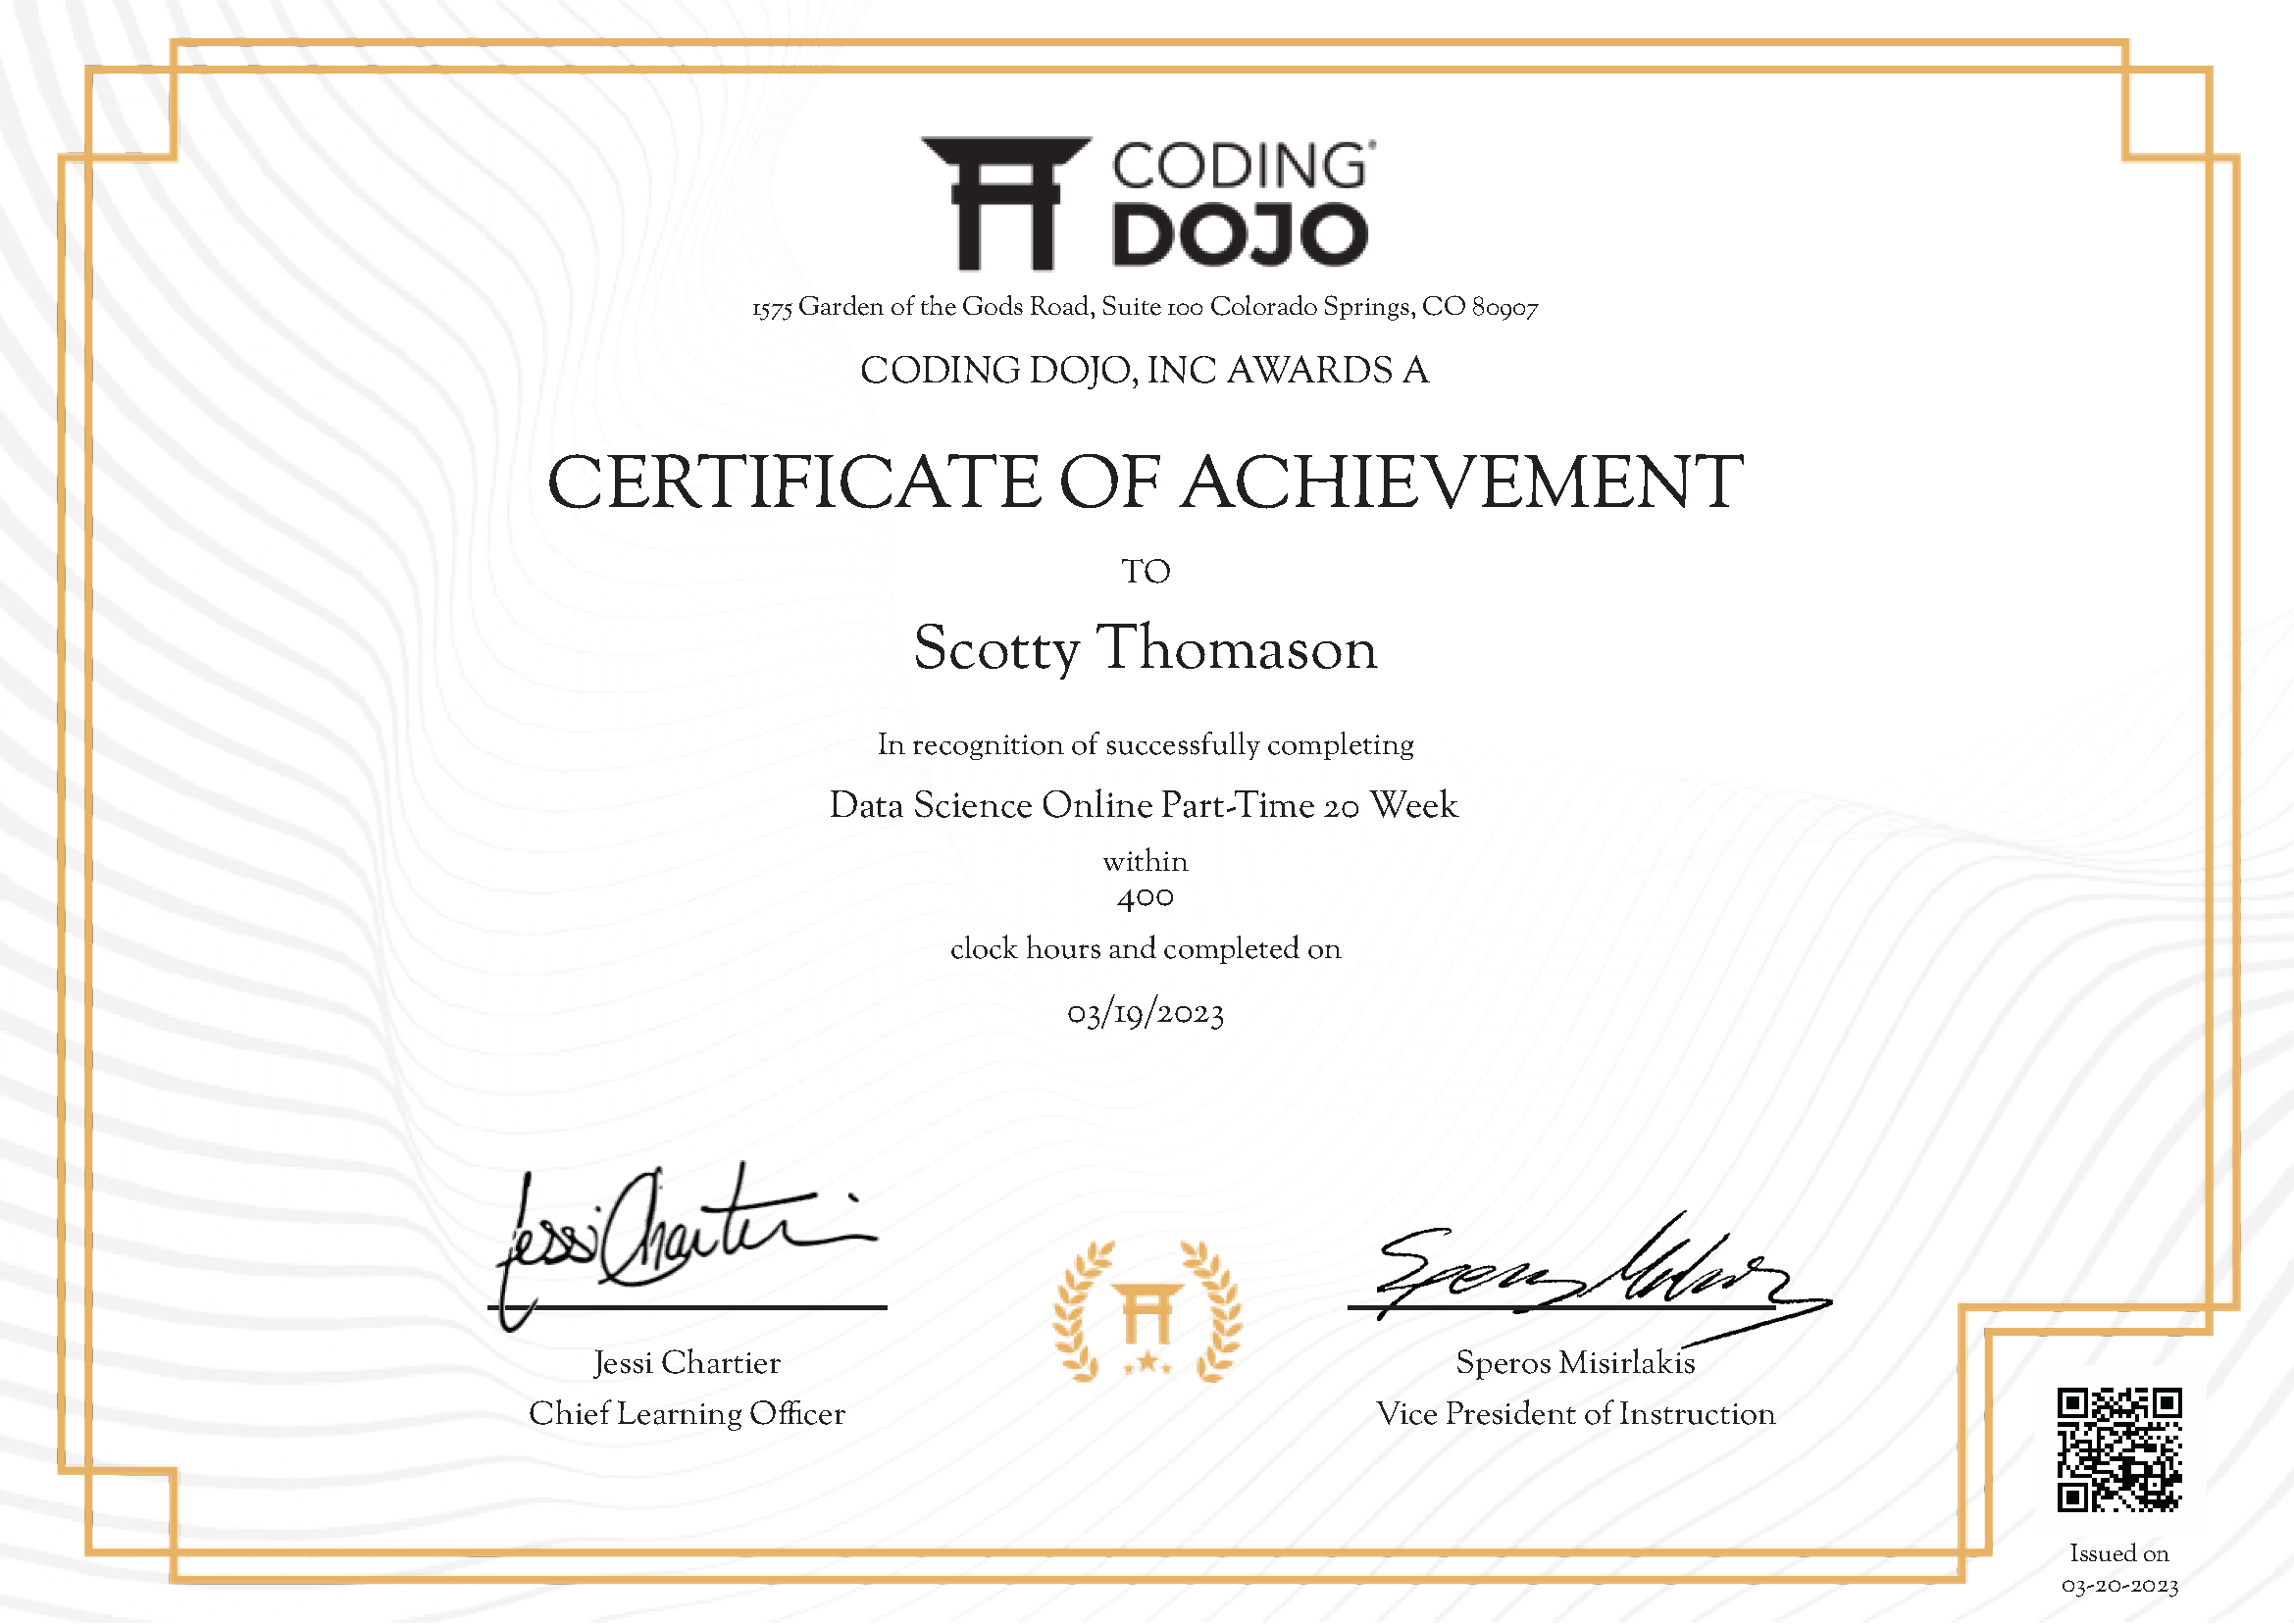 CODING
DOJO
1575 Garden of the Gods Road, Suite 100 Colorado Springs, CO 80907
CODING DOJO, INC AWARDS A
CERTIFICATE OF ACHIEVEMENT
TO
Scotty Thomason
In recognition of successfully completing
Data Science Online Part-Time 20 Week
within
400
clock hours and completed on
03/19/2023
Jessi Chartier
Speros Misirlakis
Jessi Chartier
Chief Learning Officer
Speros Misirlakis
Vice President of Instruction
Issued on
03-20-2023